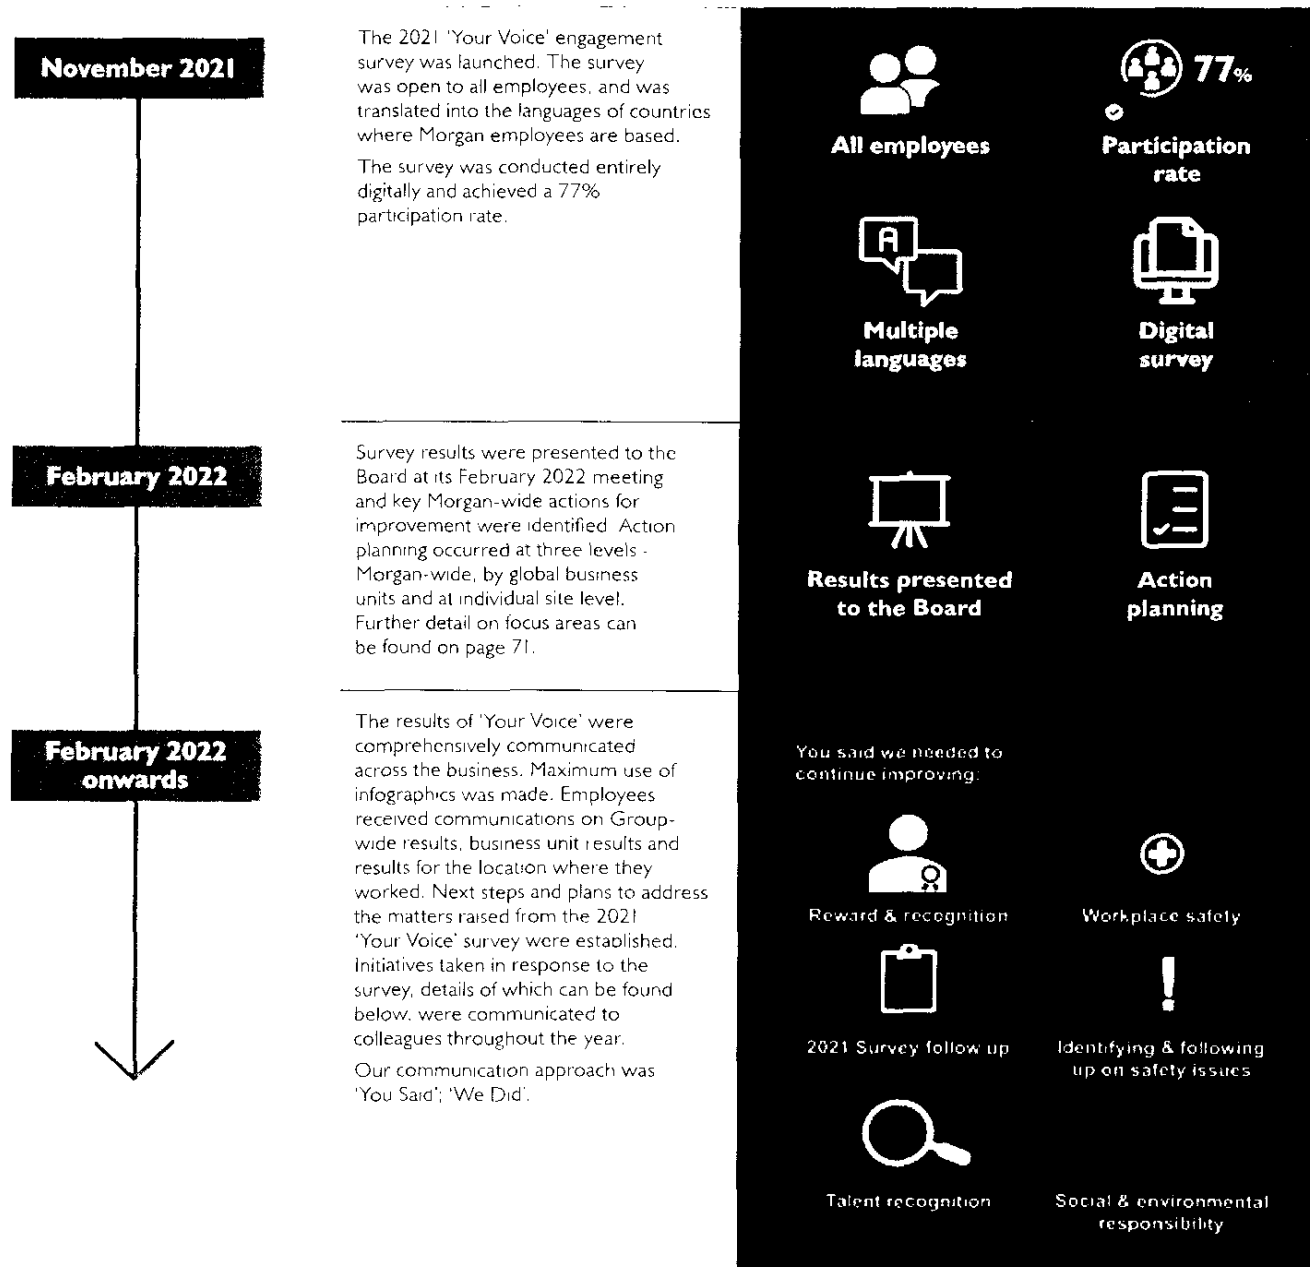 November 2021
The 2021 'Your Voice' engagement
survey was launched. The survey
was open to all employees, and was
translated into the languages of countries
where Morgan employees are based.
The survey was conducted entirely
digitally and achieved a 77%
participation rate.
77%
All employees
Participation
rate
A
Multiple
languages
Digital
survey
February 2022
Survey results were presented to the
Board at its February 2022 meeting
and key Morgan-wide actions for
improvement were identified Action
planning occurred at three levels -
Morgan-wide, by global business
units and at individual site level.
Further detail on focus areas can
be found on page 71.
Results presented
to the Board
Action
planning
February 2022
onwards
The results of 'Your Voice' were
comprehensively communicated
across the business. Maximum use of
infographics was made. Employees
received communications on Group-
wide results, business unit results and
results for the location where they
worked. Next steps and plans to address
the matters raised from the 2021
'Your Voice' survey were established.
Initiatives taken in response to the
survey, details of which can be found
below, were communicated to
colleagues throughout the year.
Our communication approach was
'You Said'; 'We Did'.
You said we needed to
continue improving:
Reward & recognition
Workplace safety
2021 Survey follow up
Identifying & following
up on safety issues
Talent recognition
Social & environmental
responsibility